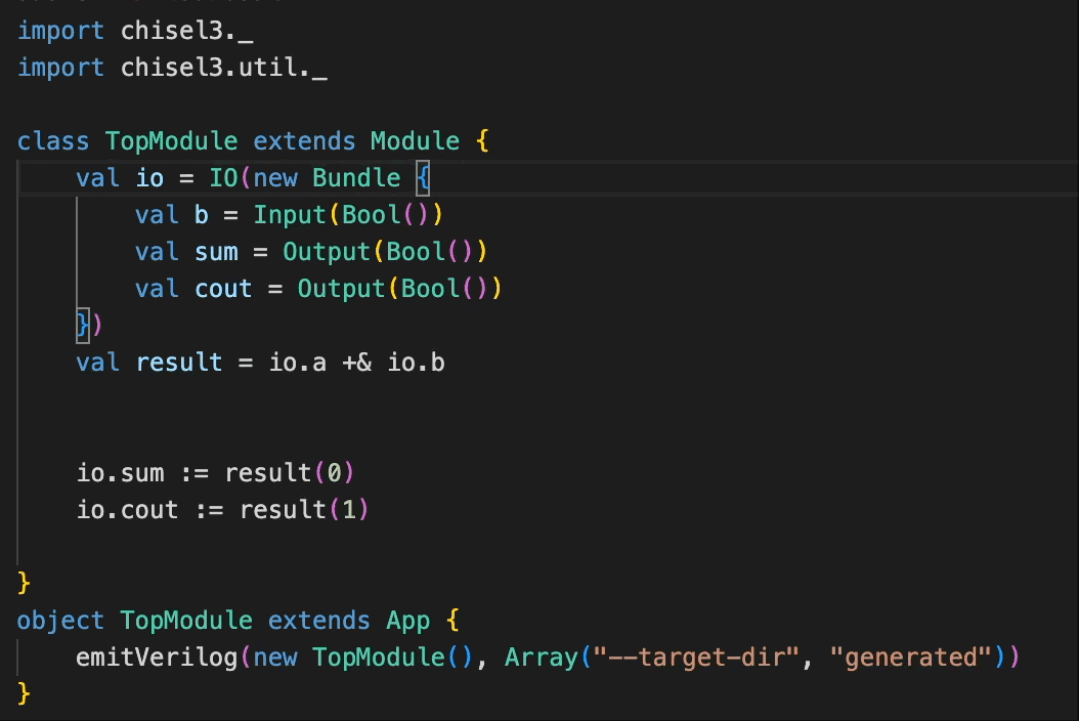 import chisel3._
import chisel3.util._
class TopModule extends Module {
val io = IO(new Bundle {
val b = Input(Bool())
val sum = Output(Bool())
val cout = Output(Bool())
})
val result = io.a +& io.b
io.sum := result(0)
io.cout := result(1)
}
object TopModule extends App {
emitVerilog(new TopModule(), Array("--target-dir", "generated"))
}